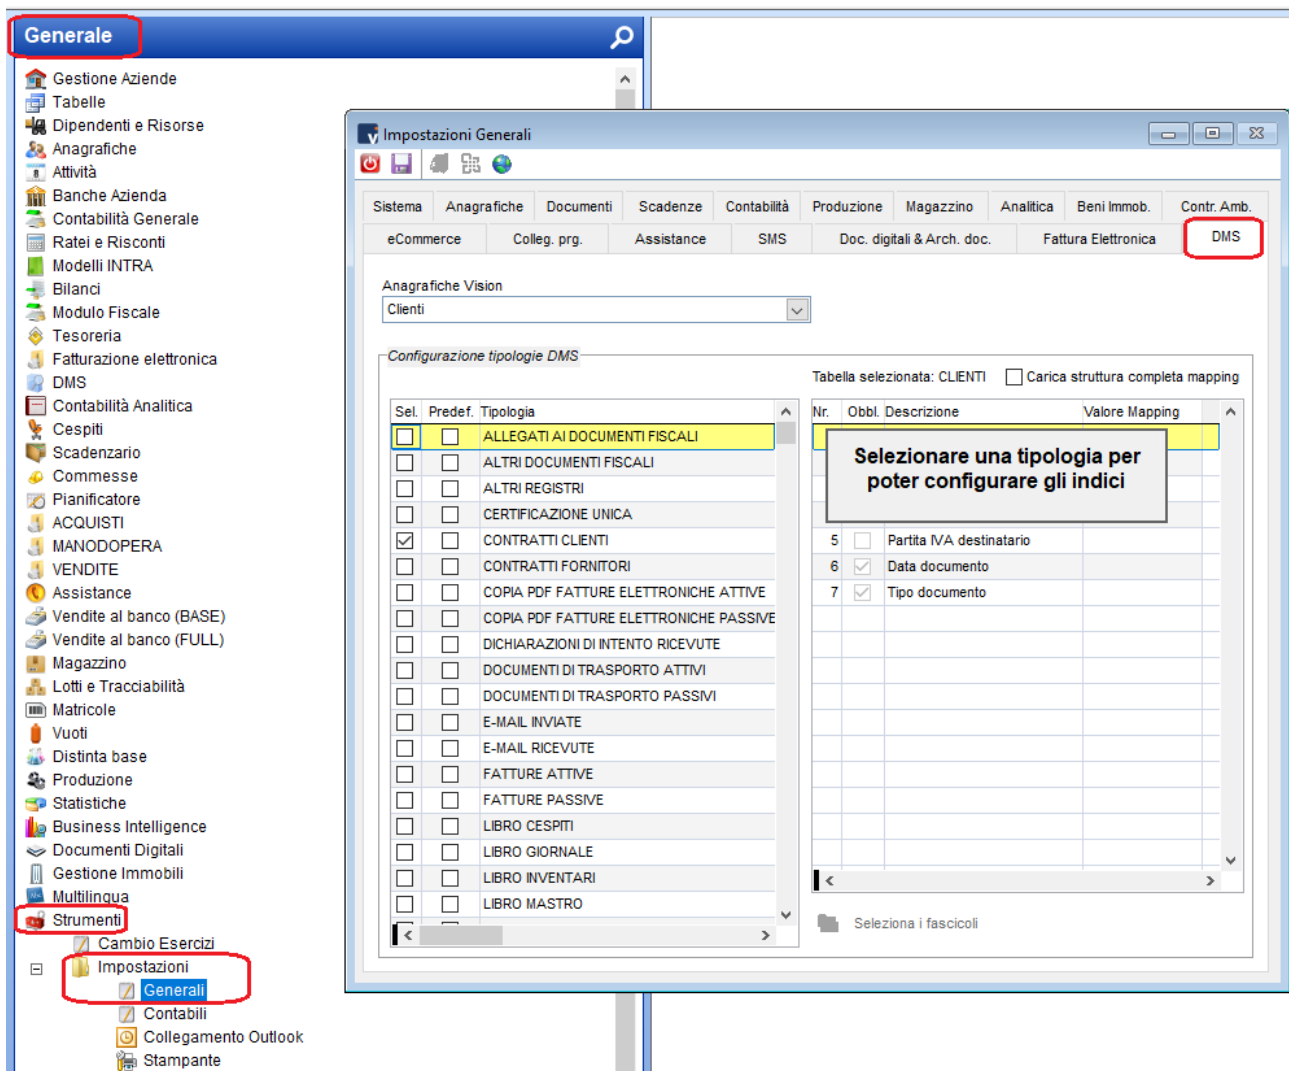 Generale
Gestione Aziende
Tabelle
Dipendenti e Risorse
Anagrafiche
Attività
Banche Azienda
Contabilità Generale
Ratei e Risconti
Modelli INTRA
Bilanci
Modulo Fiscale
Tesoreria
Fatturazione elettronica
DMS
Contabilità Analitica
Cespiti
Scadenzario
Commesse
Pianificatore
ACQUISTI
MANODOPERA
VENDITE
Assistance
Vendite al banco (BASE)
Vendite al banco (FULL)
Magazzino
Lotti e Tracciabilità
Matricole
Vuoti
Distinta base
Produzione
Statistiche
Business Intelligence
Documenti Digitali
Gestione Immobili
Multilingua
Strumenti
Cambio Esercizi
Impostazioni
Generali
Contabili
Collegamento Outlook
Stampante
Impostazioni Generali
Sistema Anagrafiche Documenti Scadenze Contabilità Produzione Magazzino Analitica Beni Immob. Contr. Amb.
eCommerce Colleg. prg. Assistance SMS Doc. digitali & Arch. doc. Fattura Elettronica DMS
Anagrafiche Vision
Clienti
Configurazione tipologie DMS
Tabella selezionata: CLIENTI Carica struttura completa mapping
Sel. Predef. Tipologia
ALLEGATI AI DOCUMENTI FISCALI
ALTRI DOCUMENTI FISCALI
ALTRI REGISTRI
CERTIFICAZIONE UNICA
CONTRATTI CLIENTI
CONTRATTI FORNITORI
COPIA PDF FATTURE ELETTRONICHE ATTIVE
COPIA PDF FATTURE ELETTRONICHE PASSIVE
DICHIARAZIONI DI INTENTO RICEVUTE
DOCUMENTI DI TRASPORTO ATTIVI
DOCUMENTI DI TRASPORTO PASSIVI
E-MAIL INVIATE
E-MAIL RICEVUTE
FATTURE ATTIVE
FATTURE PASSIVE
LIBRO CESPITI
LIBRO GIORNALE
LIBRO INVENTARI
LIBRO MASTRO
Nr. Obbl. Descrizione Valore Mapping
Selezionare una tipologia per
poter configurare gli indici
5 Partita IVA destinatario
6 Data documento
7 Tipo documento
Seleziona i fascicoli